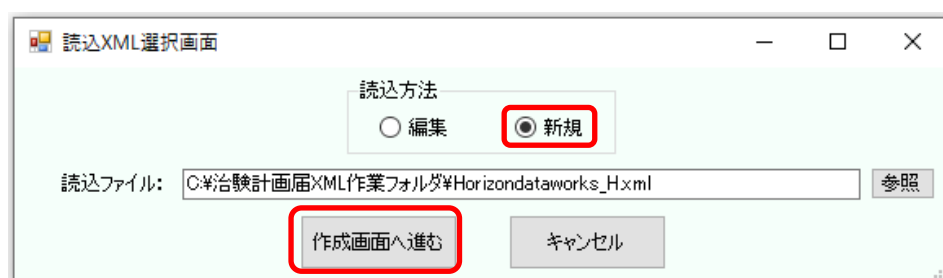 読込XML選択画面
読込方法
編集 新規
読込ファイル: C:¥治験計画届XML作業フォルダ¥Horizondataworks_H.xml 参照
作成画面へ進む キャンセル